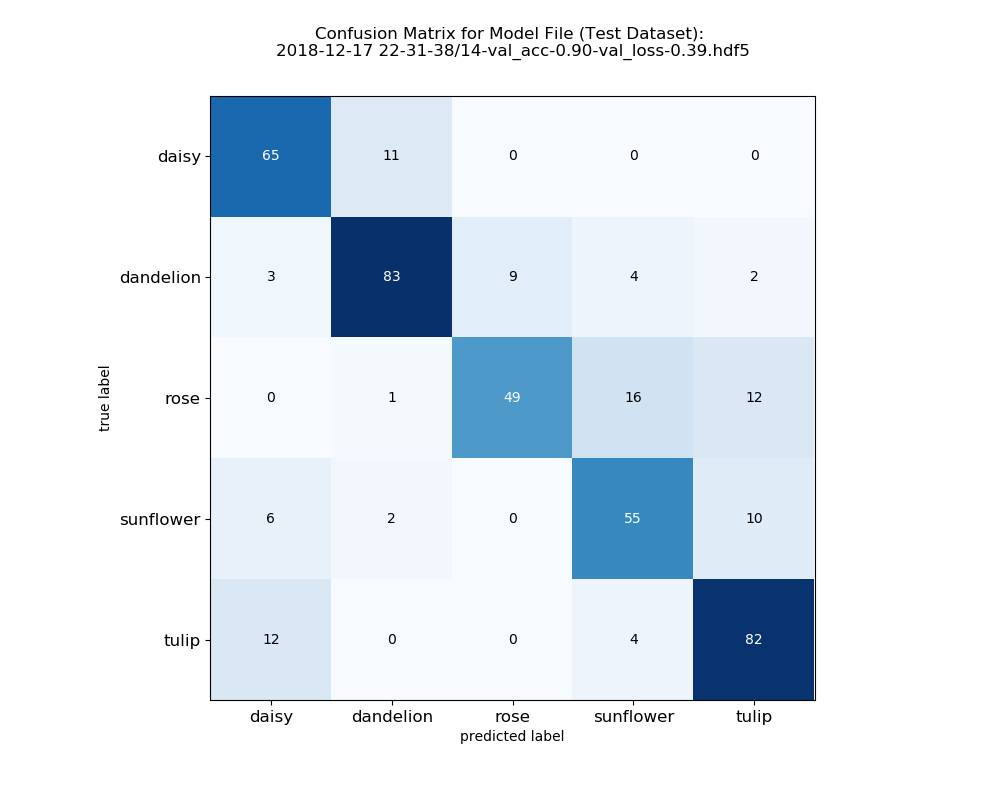 Confusion Matrix for Model File (Test Dataset):
2018-12-17 22-31-38/14-val_acc-0.90-val_loss-0.39.hdf5
daisy 65 11 0 0 0
dandelion 3 83 9 4 2
true label
rose 0 1 49 16 12
sunflower 6 2 0 55 10
tulip 12 0 0 4 82
daisy dandelion rose sunflower tulip
predicted label